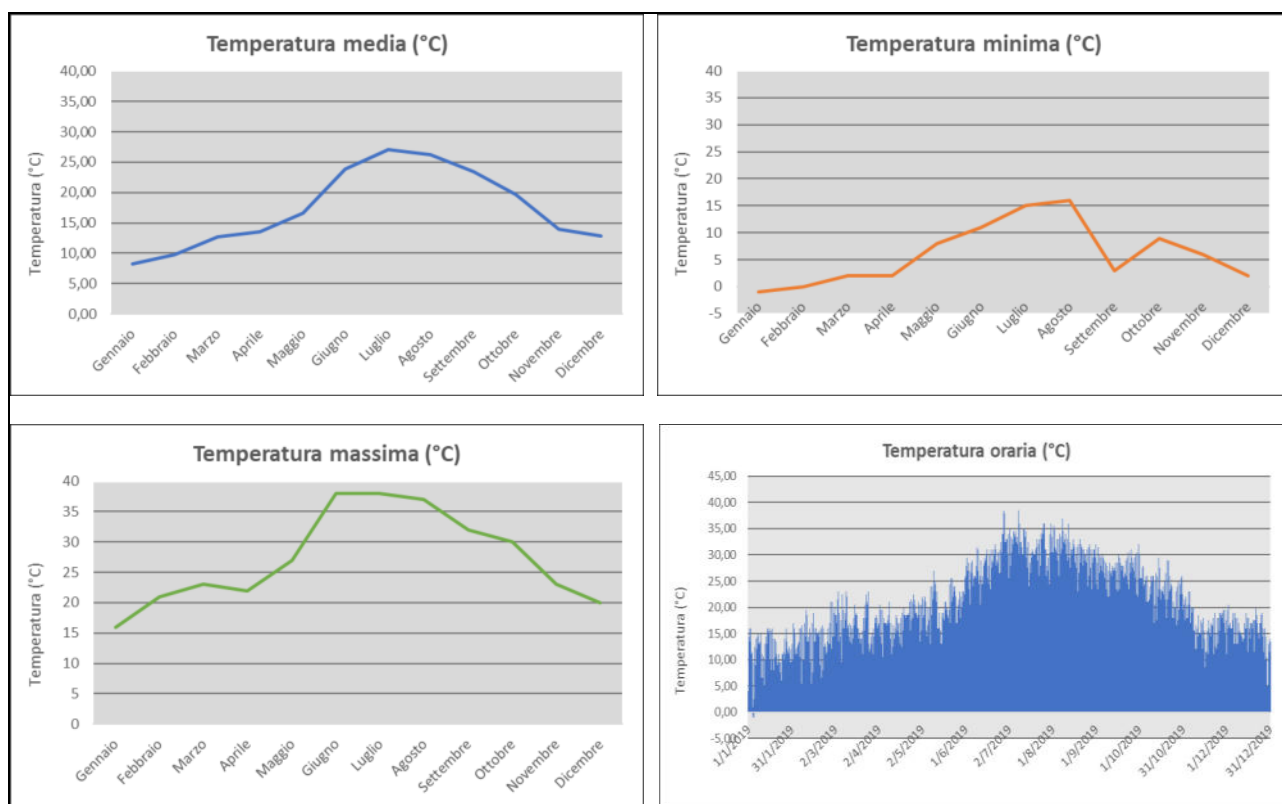 Temperatura media (°C)
Temperatura (°C)
40,00
35,00
30,00
25,00
20,00
15,00
10,00
5,00
0,00
Gennaio
Febbraio
Marzo
Aprile
Maggio
Giugno
Luglio
Agosto
Settembre
Ottobre
Novembre
Dicembre
Temperatura minima (°C)
Temperatura (°C)
40
35
30
25
20
15
10
5
0
-5
Gennaio
Febbraio
Marzo
Aprile
Maggio
Giugno
Luglio
Agosto
Settembre
Ottobre
Novembre
Dicembre
Temperatura massima (°C)
Temperatura (°C)
40
35
30
25
20
15
10
5
0
Gennaio
Febbraio
Marzo
Aprile
Maggio
Giugno
Luglio
Agosto
Settembre
Ottobre
Novembre
Dicembre
Temperatura oraria (°C)
Temperatura (°C)
45,00
40,00
35,00
30,00
25,00
20,00
15,00
10,00
5,00
0,00
-5,00
1/1/2019
31/1/2019
2/3/2019
2/4/2019
2/5/2019
1/6/2019
2/7/2019
1/8/2019
1/9/2019
1/10/2019
31/10/2019
1/12/2019
31/12/2019